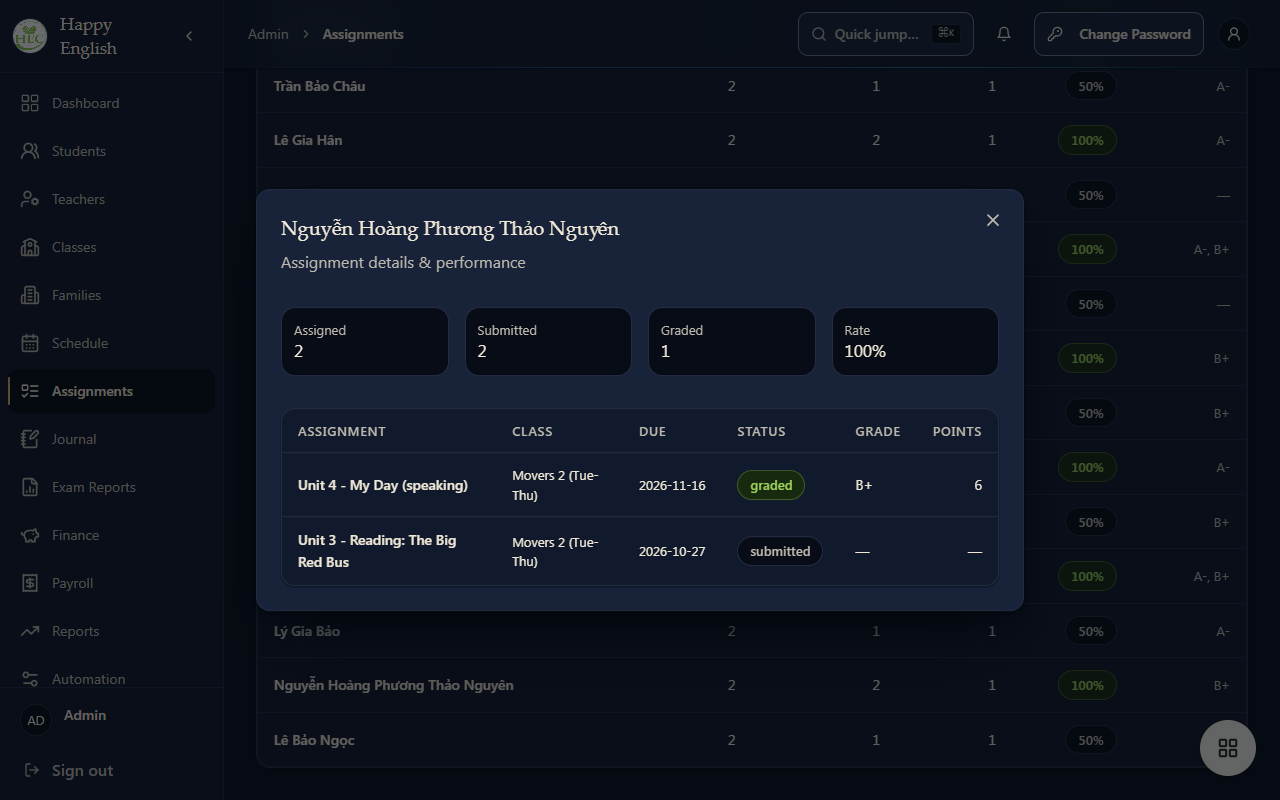 Happy
English
HEC
Admin
Assignments
Quick jump...
⌘K
Change Password
Dashboard
Students
Teachers
Classes
Families
Schedule
Assignments
Journal
Exam Reports
Finance
Payroll
Reports
Automation
AD
Admin
Sign out
Trần Bảo Châu 2 1 1 50% A-
Lê Gia Hân 2 2 1 100% A-
50% —
100% A-, B+
50% —
100% B+
50% B+
100% A-
50% B+
100% A-, B+
Lý Gia Bảo 2 1 1 50% A-
Nguyễn Hoàng Phương Thảo Nguyên 2 2 1 100% B+
Lê Bảo Ngọc 2 1 1 50%
Nguyễn Hoàng Phương Thảo Nguyên
Assignment details & performance
Assigned
2
Submitted
2
Graded
1
Rate
100%
ASSIGNMENT CLASS DUE STATUS GRADE POINTS
Unit 4 - My Day (speaking)
Movers 2 (Tue-
Thu)
2026-11-16
graded
B+
6
Unit 3 - Reading: The Big
Red Bus
Movers 2 (Tue-
Thu)
2026-10-27
submitted
—
—